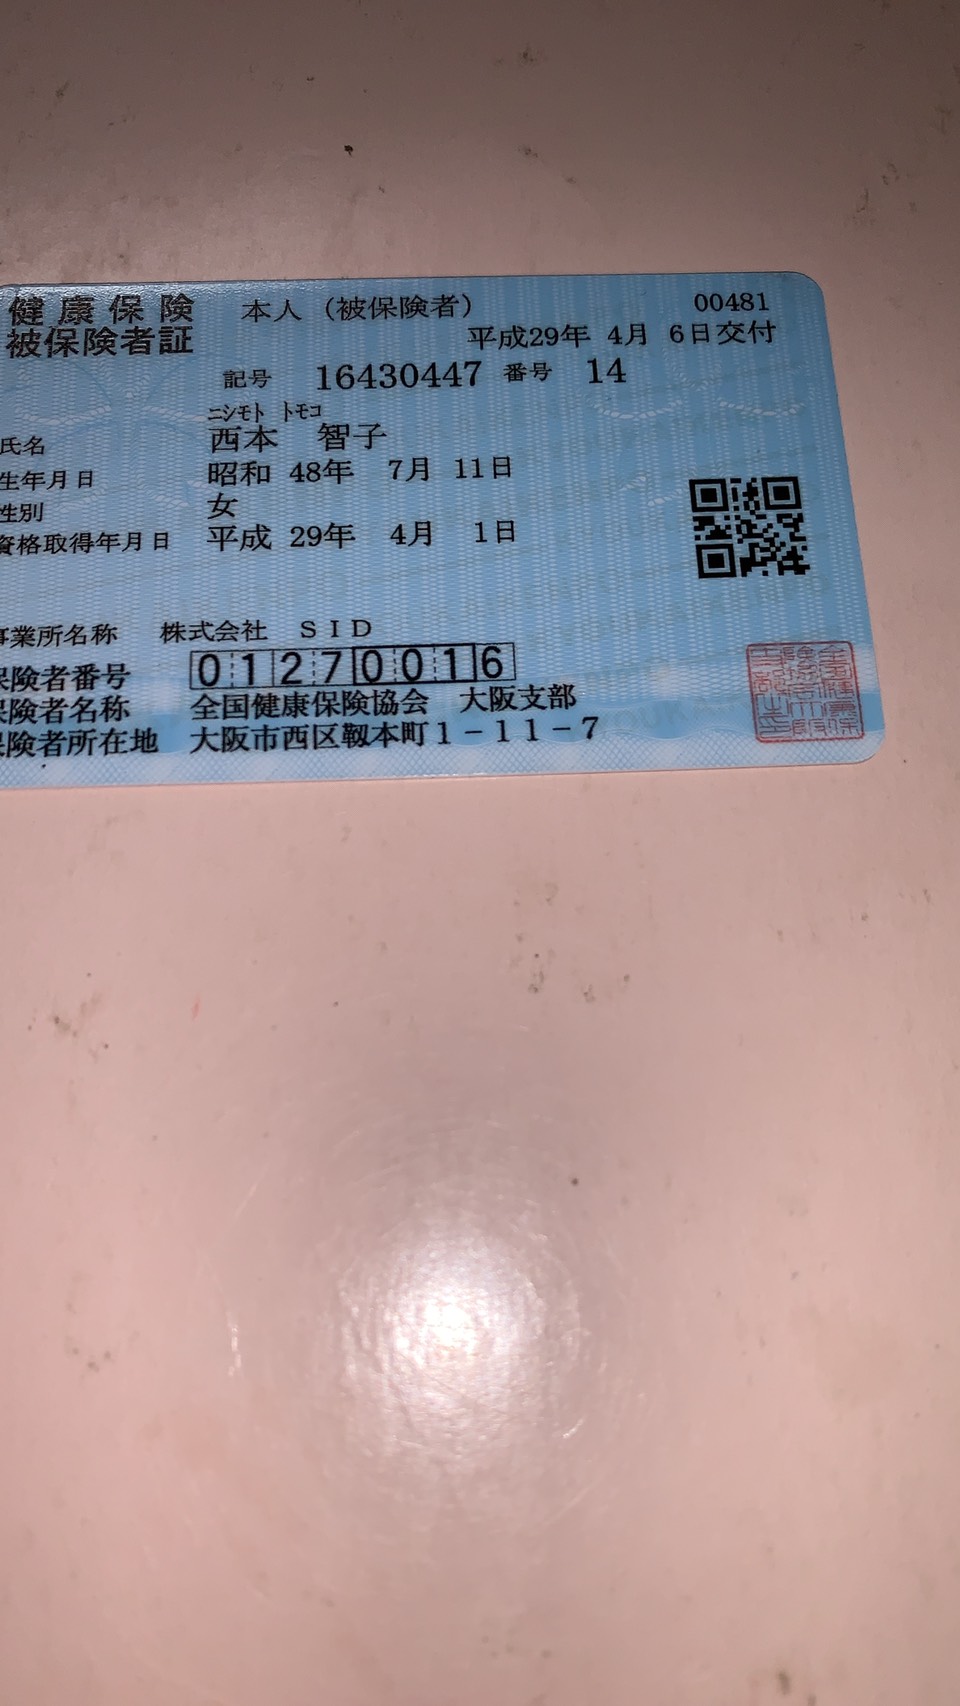 健康保険 本人（被保険者） 00481
被保険者証 平成29年 4月 6日交付
記号 16430447 番号 14
ニシモト トモコ
氏名 西本 智子
生年月日 昭和 48年 7月 11日
性別 女
資格取得年月日 平成 29年 4月 1日
事業所名称 株式会社 ＳＩＤ
保険者番号 01270016
保険者名称 全国健康保険協会 大阪支部
保険者所在地 大阪市西区靱本町１－１１－７